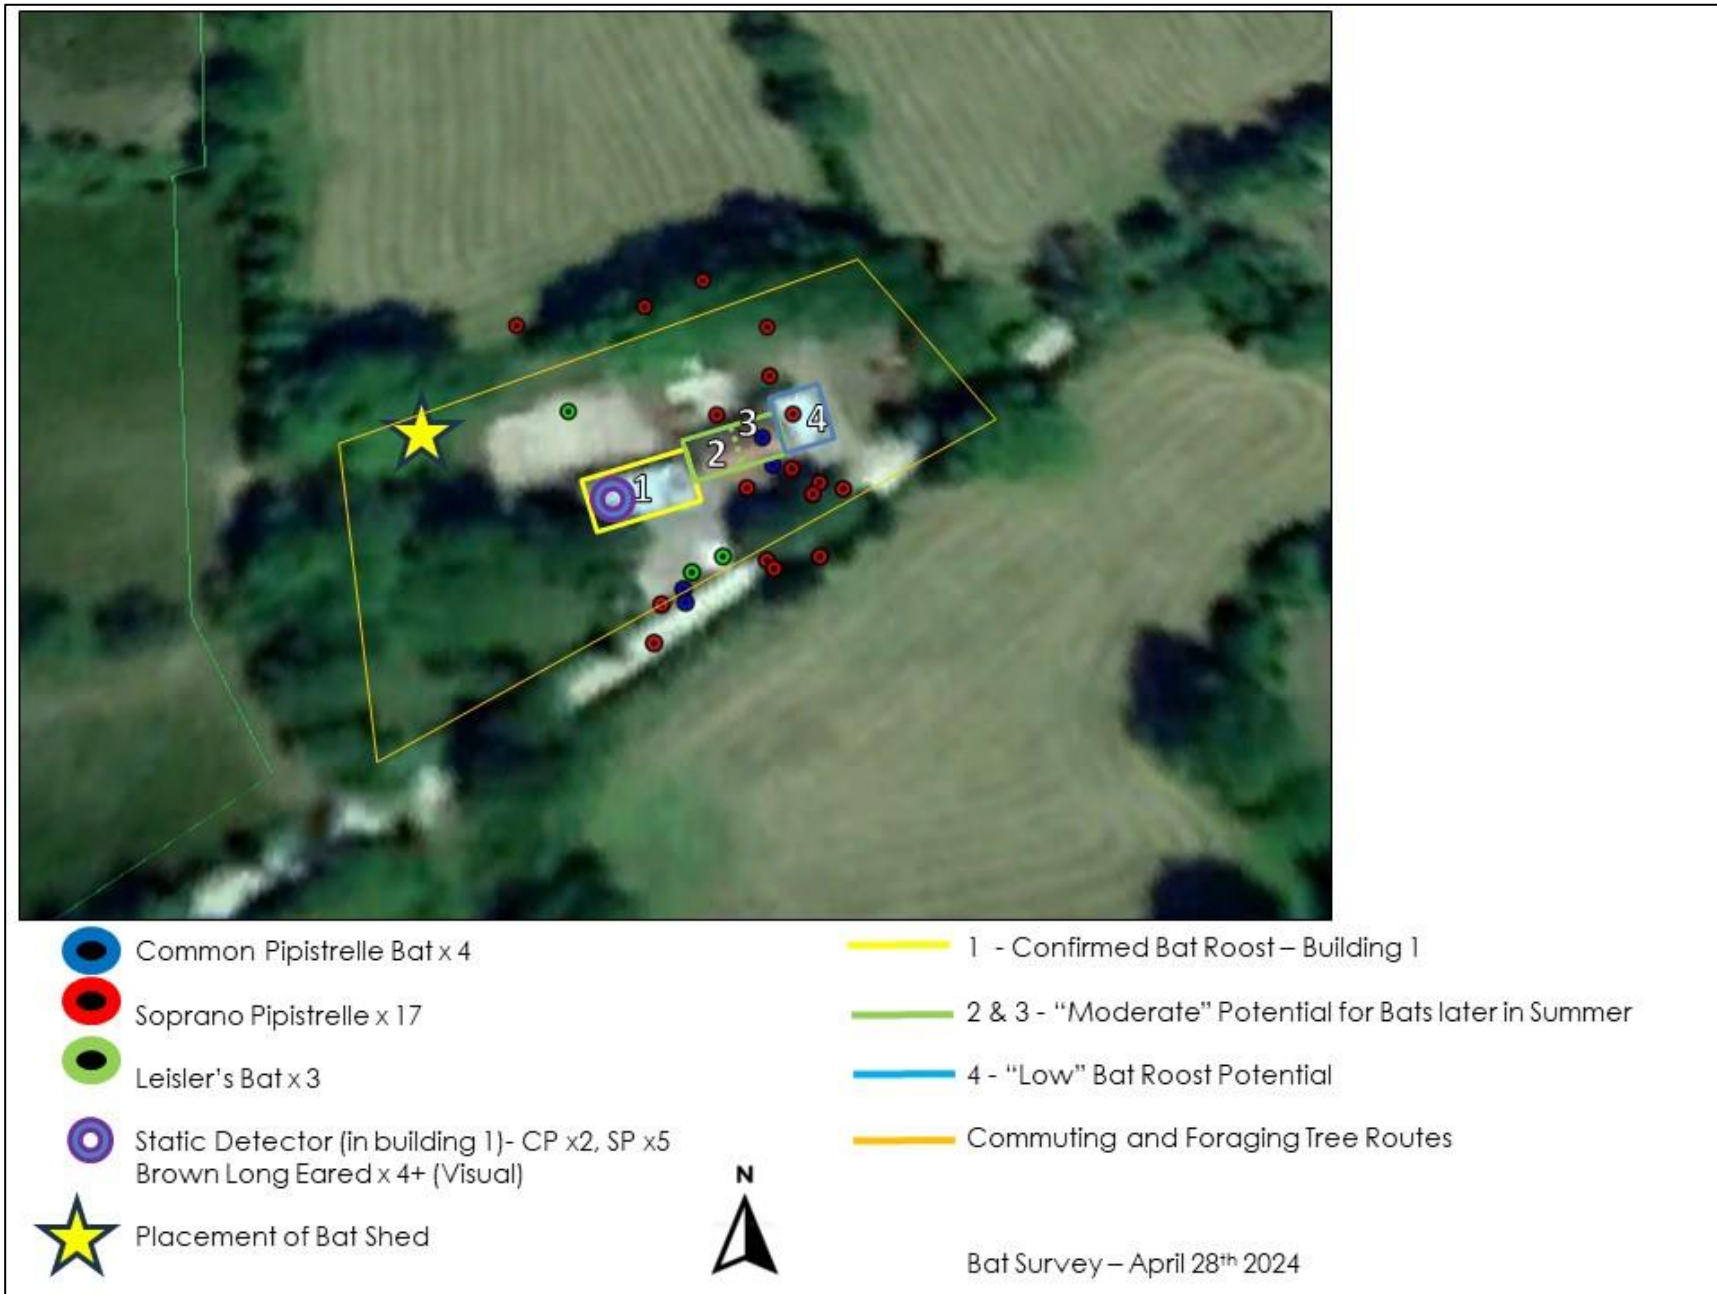 3
4
2
1
Common Pipistrelle Bat x 4
Soprano Pipistrelle x 17
Leisler's Bat x 3
Static Detector (in building 1)- CP x2, SP x5
Brown Long Eared x 4+ (Visual)
Placement of Bat Shed
N
1 - Confirmed Bat Roost – Building 1
2 & 3 - “Moderate” Potential for Bats later in Summer
4 - “Low” Bat Roost Potential
Commuting and Foraging Tree Routes
Bat Survey – April 28th 2024